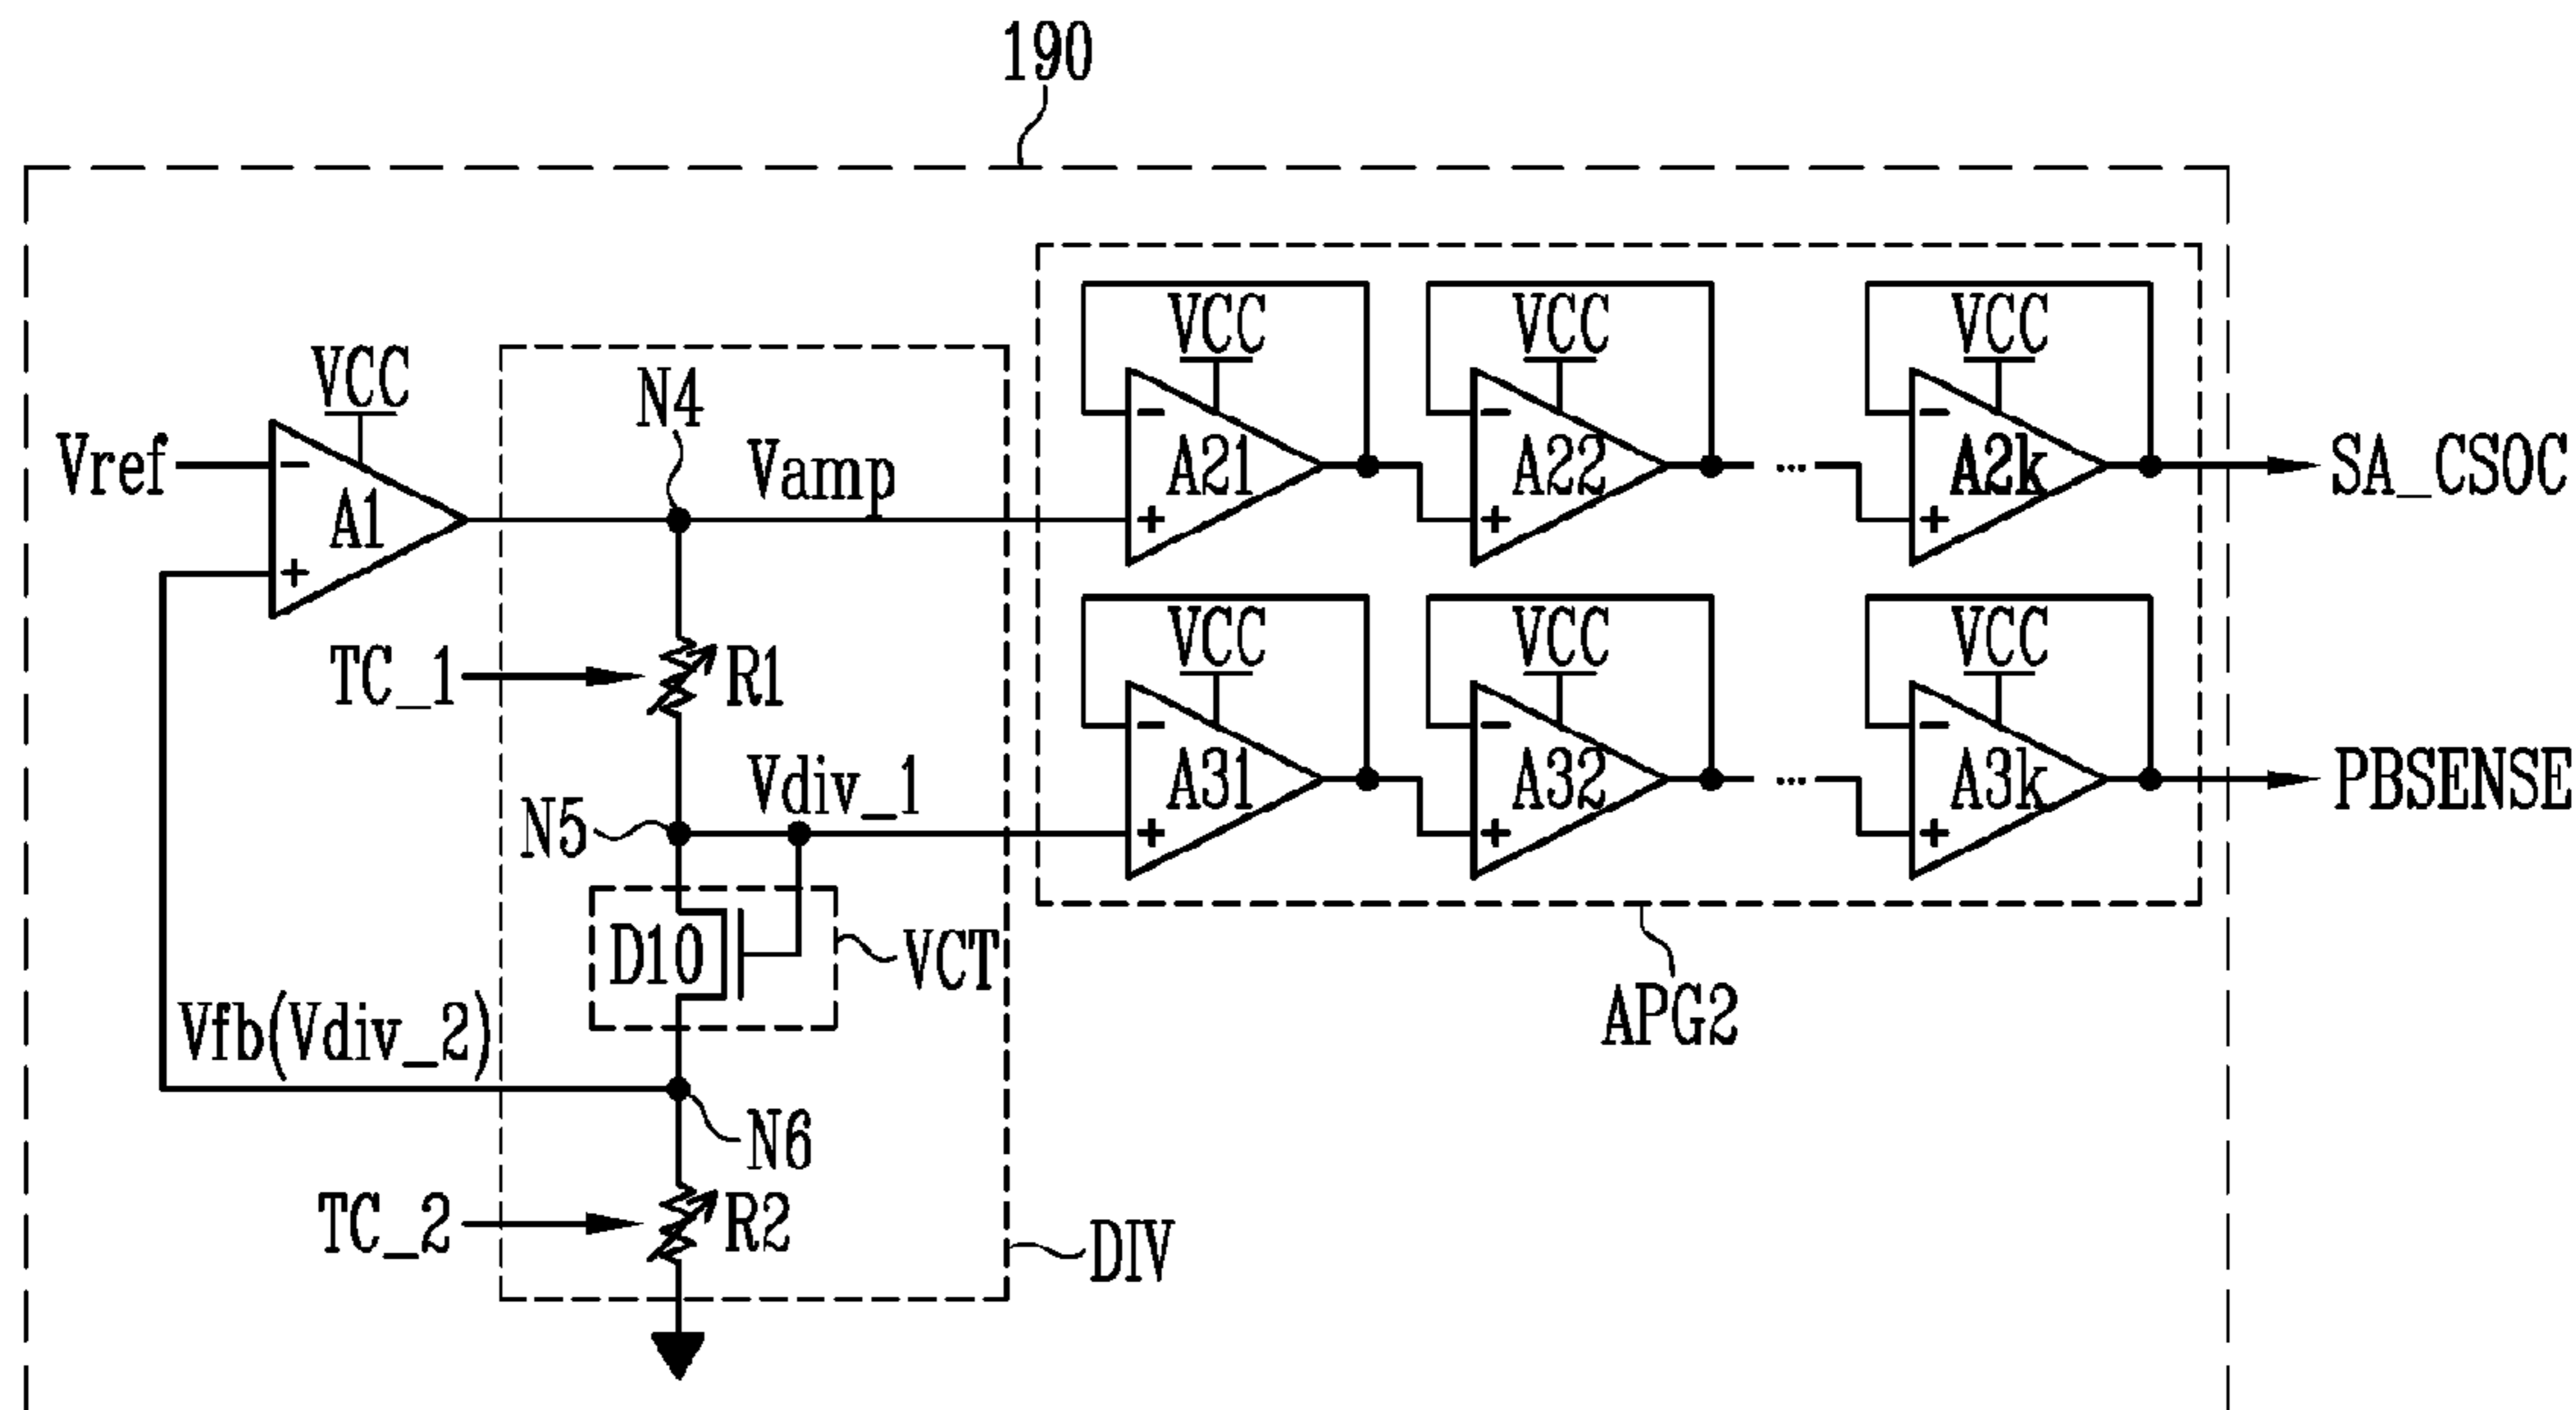 190
VCC VCC VCC
VCC N4
Vref - A1 + Vamp - A21 + - A22 + ... - A2k + SA_CSOC
VCC VCC VCC
TC_1 R1
N5 Vdiv_1 - A31 + - A32 + ... - A3k + PBSENSE
D10 VCT
Vfb(Vdiv_2) APG2
N6
TC_2 R2 DIV